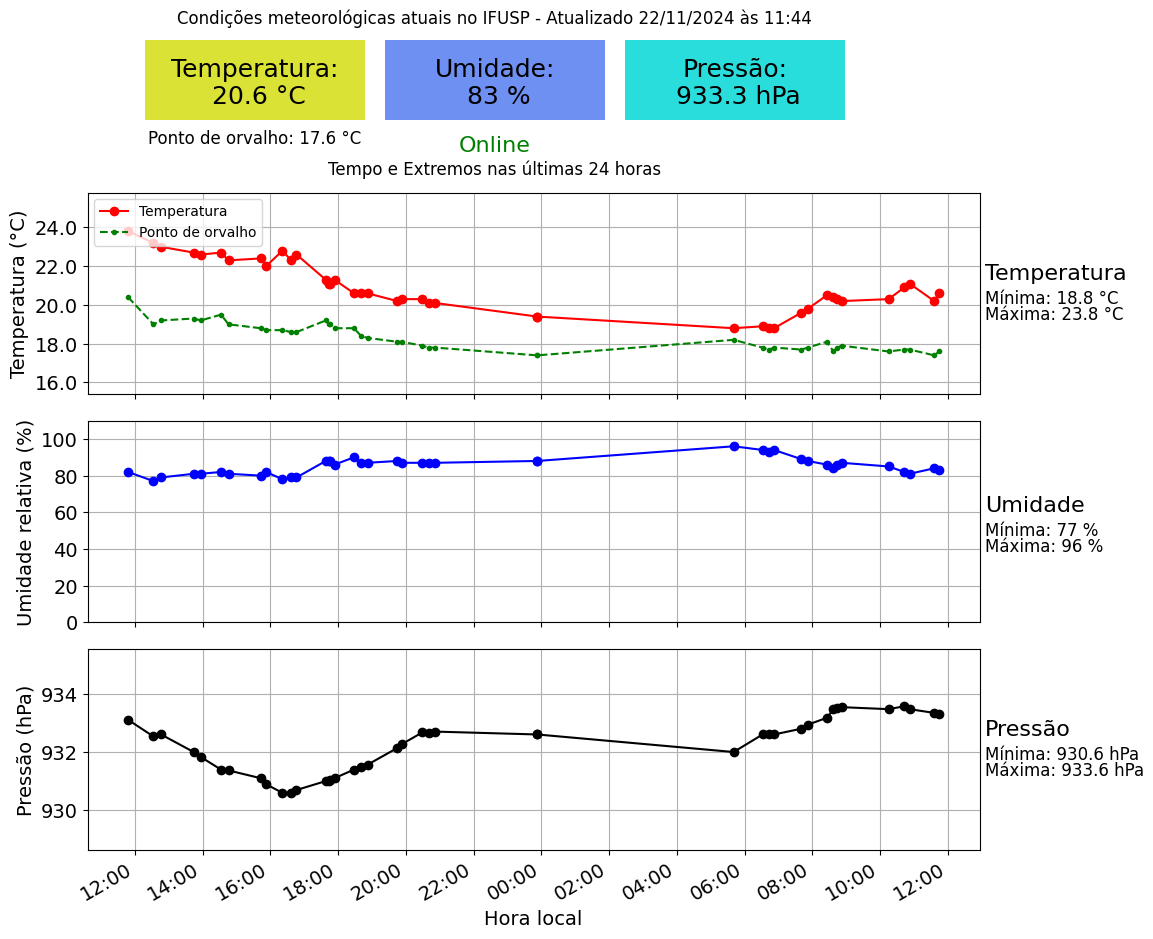 Condições meteorológicas atuais no IFUSP - Atualizado 22/11/2024 às 11:44
Temperatura:
20.6 °C
Umidade:
83 %
Pressão:
933.3 hPa
Ponto de orvalho: 17.6 °C
Online
Tempo e Extremos nas últimas 24 horas
Temperatura (°C)
24.0
22.0
20.0
18.0
16.0
Temperatura
Ponto de orvalho
Temperatura
Mínima: 18.8 °C
Máxima: 23.8 °C
Umidade relativa (%)
100
80
60
40
20
0
Umidade
Mínima: 77 %
Máxima: 96 %
Pressão (hPa)
934
932
930
Pressão
Mínima: 930.6 hPa
Máxima: 933.6 hPa
12:00 14:00 16:00 18:00 20:00 22:00 00:00 02:00 04:00 06:00 08:00 10:00 12:00
Hora local